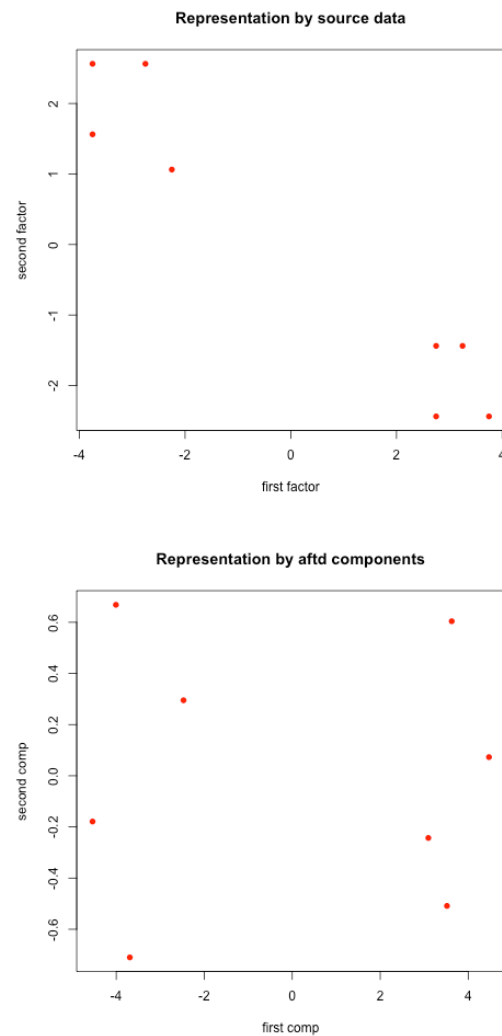 Representation by source data
second factor
2
1
0
-1
-2
-4 -2 0 2 4
first factor
Representation by aftd components
second comp
0.6
0.4
0.2
0.0
-0.2
-0.4
-0.6
-4 -2 0 2 4
first comp